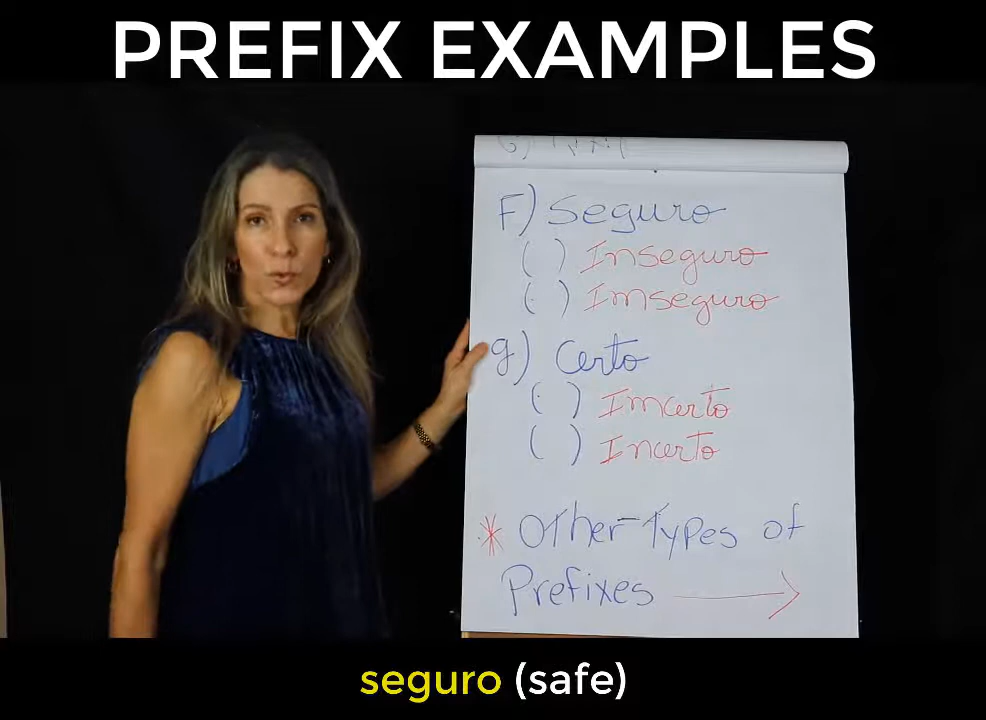 PREFIX EXAMPLES
F) Seguro
( ) Inseguro
( ) Imseguro
g) Certo
( ) Imcerto
( ) Incerto
* Other Types of
Prefixes →
seguro (safe)